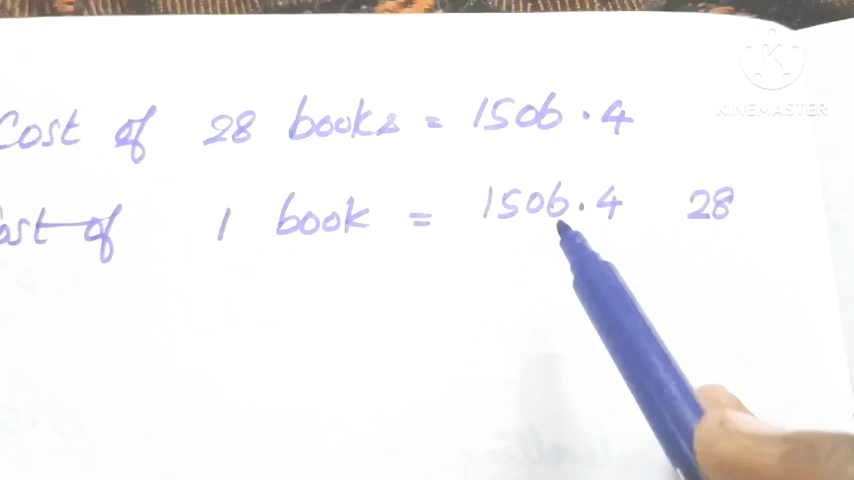 Cost of 28 books = 1506.4
Cost of 1 book = 1506.4 28
KINEMASTER